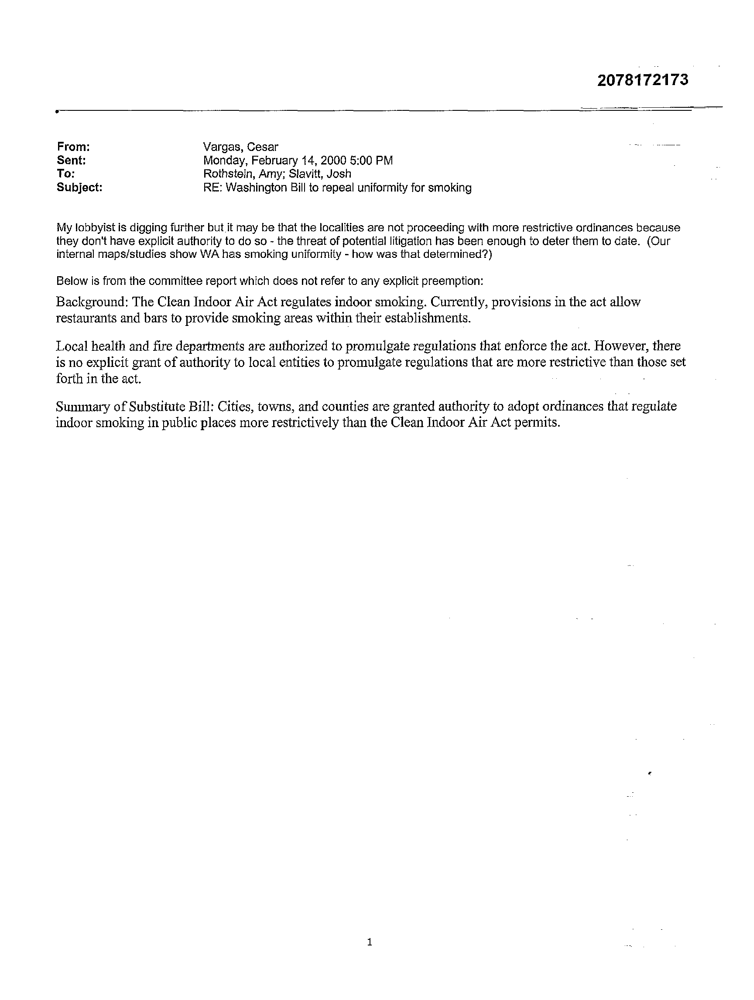 2078172173
From: Vargas, Cesar
Sent: Monday, February 14, 2000 5:00 PM
To: Rothstein, Amy; Slavitt, Josh
Subject: RE: Washington Bill to repeal uniformity for smoking
My lobbyist is digging further but it may be that the localities are not proceeding with more restrictive ordinances because
they don't have explicit authority to do so - the threat of potential litigation has been enough to deter them to date. (Our
internal maps/studies show WA has smoking uniformity - how was that determined?)
Below is from the committee report which does not refer to any explicit preemption:
Background: The Clean Indoor Air Act regulates indoor smoking. Currently, provisions in the act allow
restaurants and bars to provide smoking areas within their establishments.
Local health and fire departments are authorized to promulgate regulations that enforce the act. However, there
is no explicit grant of authority to local entities to promulgate regulations that are more restrictive than those set
forth in the act.
Summary of Substitute Bill: Cities, towns, and counties are granted authority to adopt ordinances that regulate
indoor smoking in public places more restrictively than the Clean Indoor Air Act permits.
1